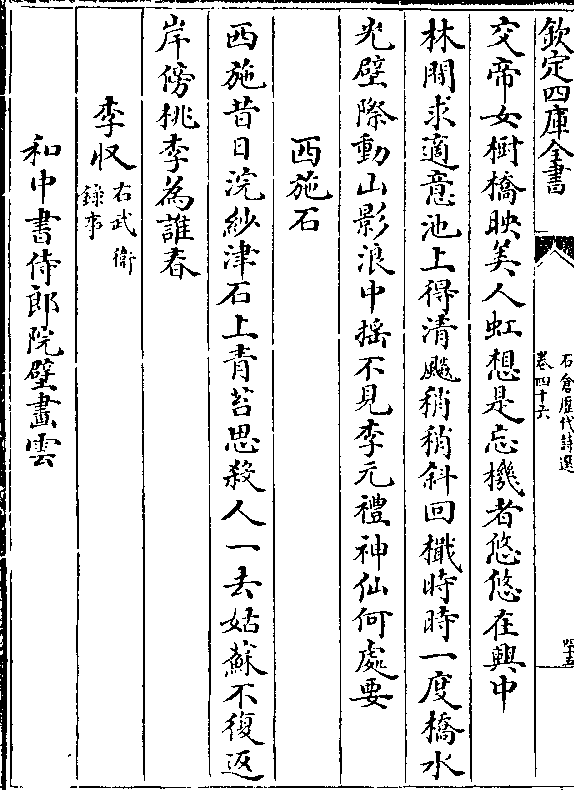 欽定四庫全書
石倉歷代詩選
卷四十六
交帝女樹橋映美人虹想是忘機者悠悠在興中
林閒求適意池上得清飈稍稍斜回檝時時一度橋水
光壁際動山影浪中揺不見李元禮神仙何處要
西施石
西施昔日浣紗津石上青苔思殺人一去姑蘇不復返
岸傍桃李為誰春
李収
右武衛
錄事
和中書侍郎院壁畫雲